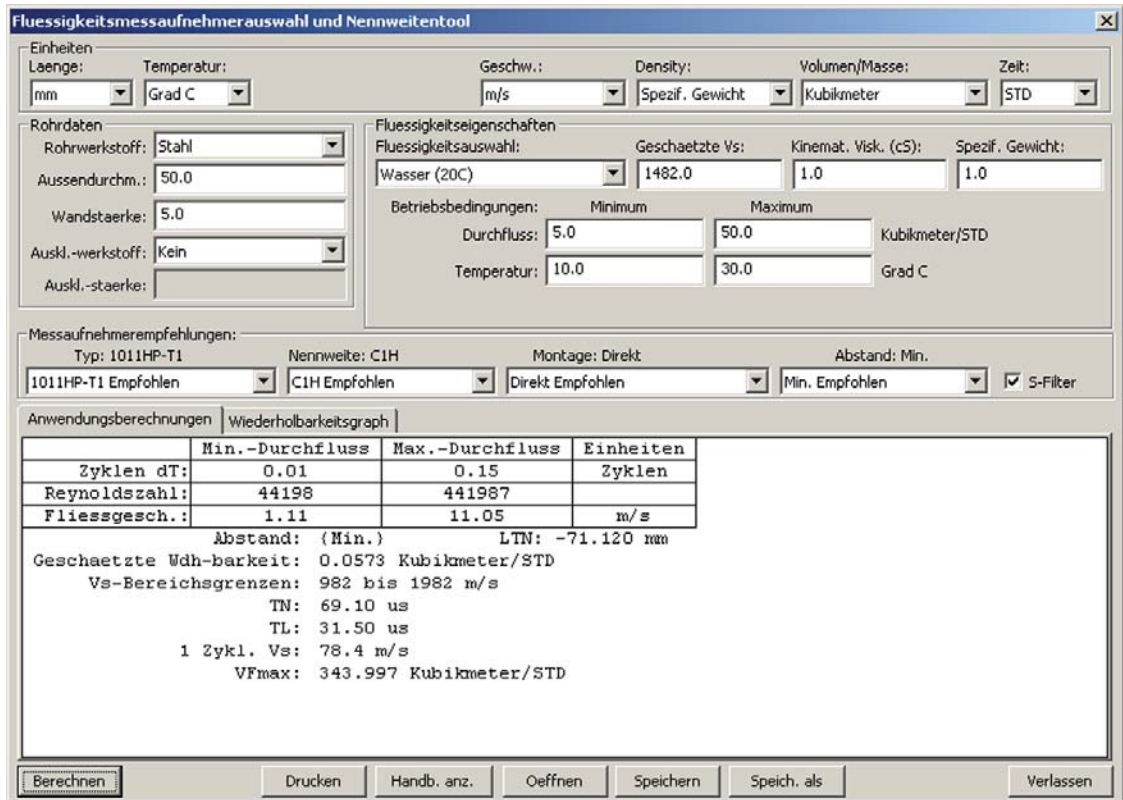 Fluessigkeitsmessaufnehmerauswahl und Nennweitentool
Einheiten
Laenge: Temperatur: Geschw.: Density: Volumen/Masse: Zeit:
mm Grad C m/s Spezif. Gewicht Kubikmeter STD
Rohrdaten
Rohrwerkstoff: Stahl
Aussendurchm.: 50.0
Wandstaerke: 5.0
Auskl.-werkstoff: Kein
Auskl.-staerke:
Fluessigkeitseigenschaften
Fluessigkeitsauswahl: Geschaetzte Vs: Kinemat. Visk. (cS): Spezif. Gewicht:
Wasser (20C) 1482.0 1.0 1.0
Betriebsbedingungen: Minimum Maximum
Durchfluss: 5.0 50.0 Kubikmeter/STD
Temperatur: 10.0 30.0 Grad C
Messaufnehmerempfehlungen:
Typ: 1011HP-T1 Nennweite: C1H Montage: Direkt Abstand: Min.
1011HP-T1 Empfohlen C1H Empfohlen Direkt Empfohlen Min. Empfohlen S-Filter
Anwendungsberechnungen Wiederholbarkeitsgraph
Min.-Durchfluss Max.-Durchfluss Einheiten
Zyklen dT: 0.01 0.15 Zyklen
Reynoldszahl: 44198 441987
Fliessgesch.: 1.11 11.05 m/s
Abstand: (Min.) LTN: -71.120 mm
Geschaetzte Wdh-barkeit: 0.0573 Kubikmeter/STD
Vs-Bereichsgrenzen: 982 bis 1982 m/s
TN: 69.10 us
TL: 31.50 us
1 Zykl. Vs: 78.4 m/s
VFmax: 343.997 Kubikmeter/STD
Berechnen Drucken Handb. anz. Oeffnen Speichern Speich. als Verlassen